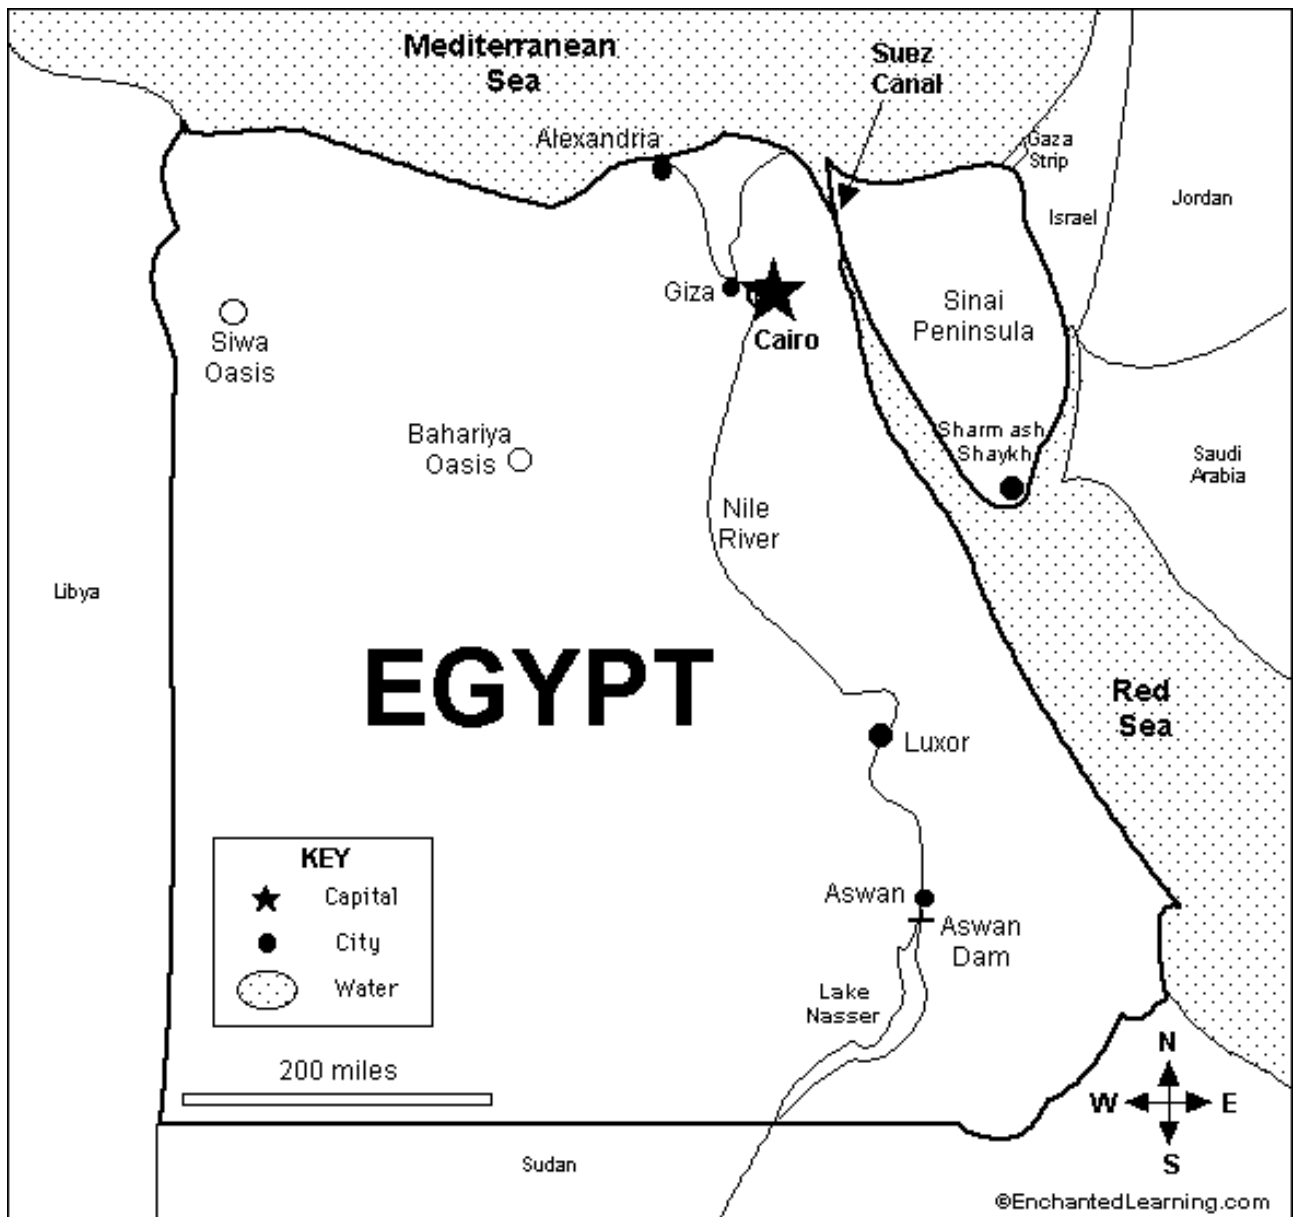 Mediterranean
Sea
Suez
Canal
Alexandria
Gaza
Strip
Israel
Jordan
Giza
Cairo
Sinai
Peninsula
Siwa
Oasis
Bahariya
Oasis
Sharm ash
Shaykh
Saudi
Arabia
Nile
River
Libya
EGYPT
Red
Sea
Luxor
KEY
Capital
City
Water
Aswan
Aswan
Dam
Lake
Nasser
200 miles
N
W E
S
Sudan
©EnchantedLearning.com